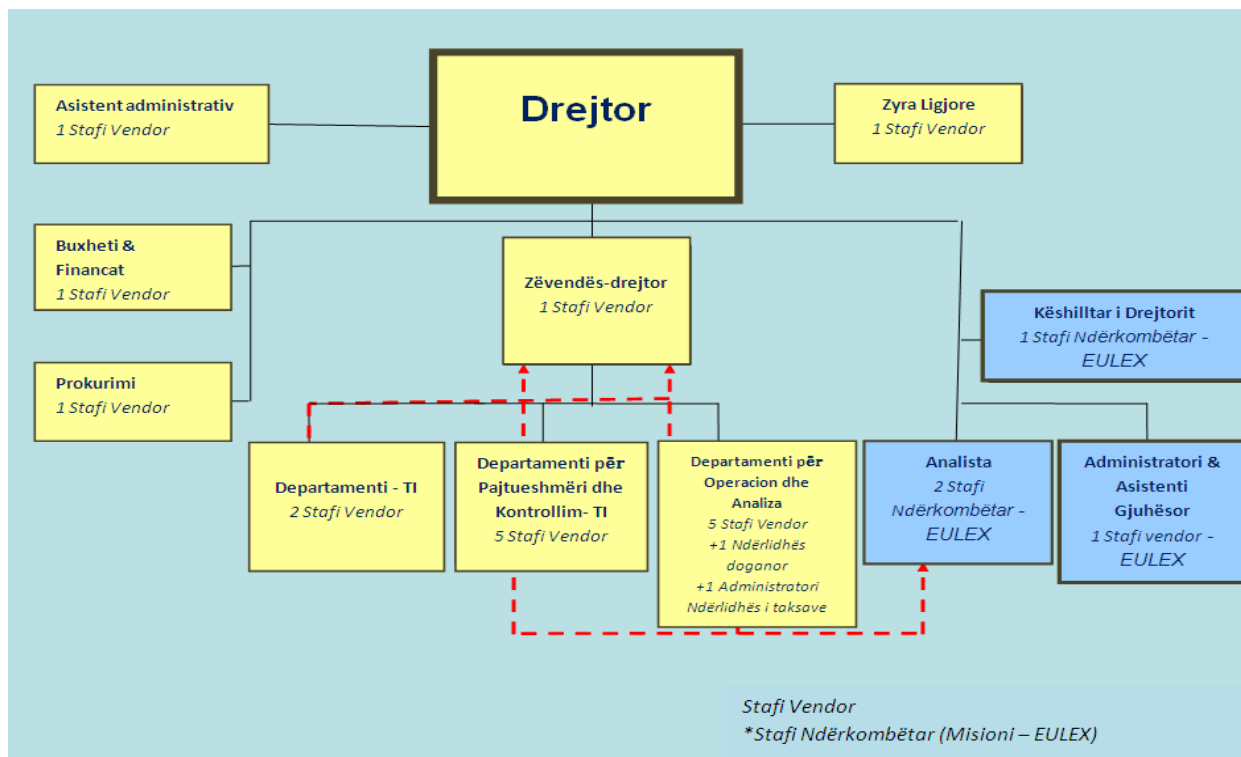 Drejtor
Asistent administrativ
1 Stafi Vendor
Zyra Ligjore
1 Stafi Vendor
Buxheti &
Financat
1 Stafi Vendor
Zëvendës-drejtor
1 Stafi Vendor
Këshilltar i Drejtorit
1 Stafi Ndërkombëtar -
EULEX
Prokurimi
1 Stafi Vendor
Departamenti - TI
2 Stafi Vendor
Departamenti për
Pajtueshmëri dhe
Kontrollim- TI
5 Stafi Vendor
Departamenti për
Operacion dhe
Analiza
5 Stafi Vendor
+1 Ndërlidhës
doganor
+1 Administratori
Ndërlidhës i taksave
Analista
2 Stafi
Ndërkombëtar -
EULEX
Administratori &
Asistenti
Gjuhësor
1 Stafi vendor -
EULEX
Stafi Vendor
*Stafi Ndërkombëtar (Misioni – EULEX)